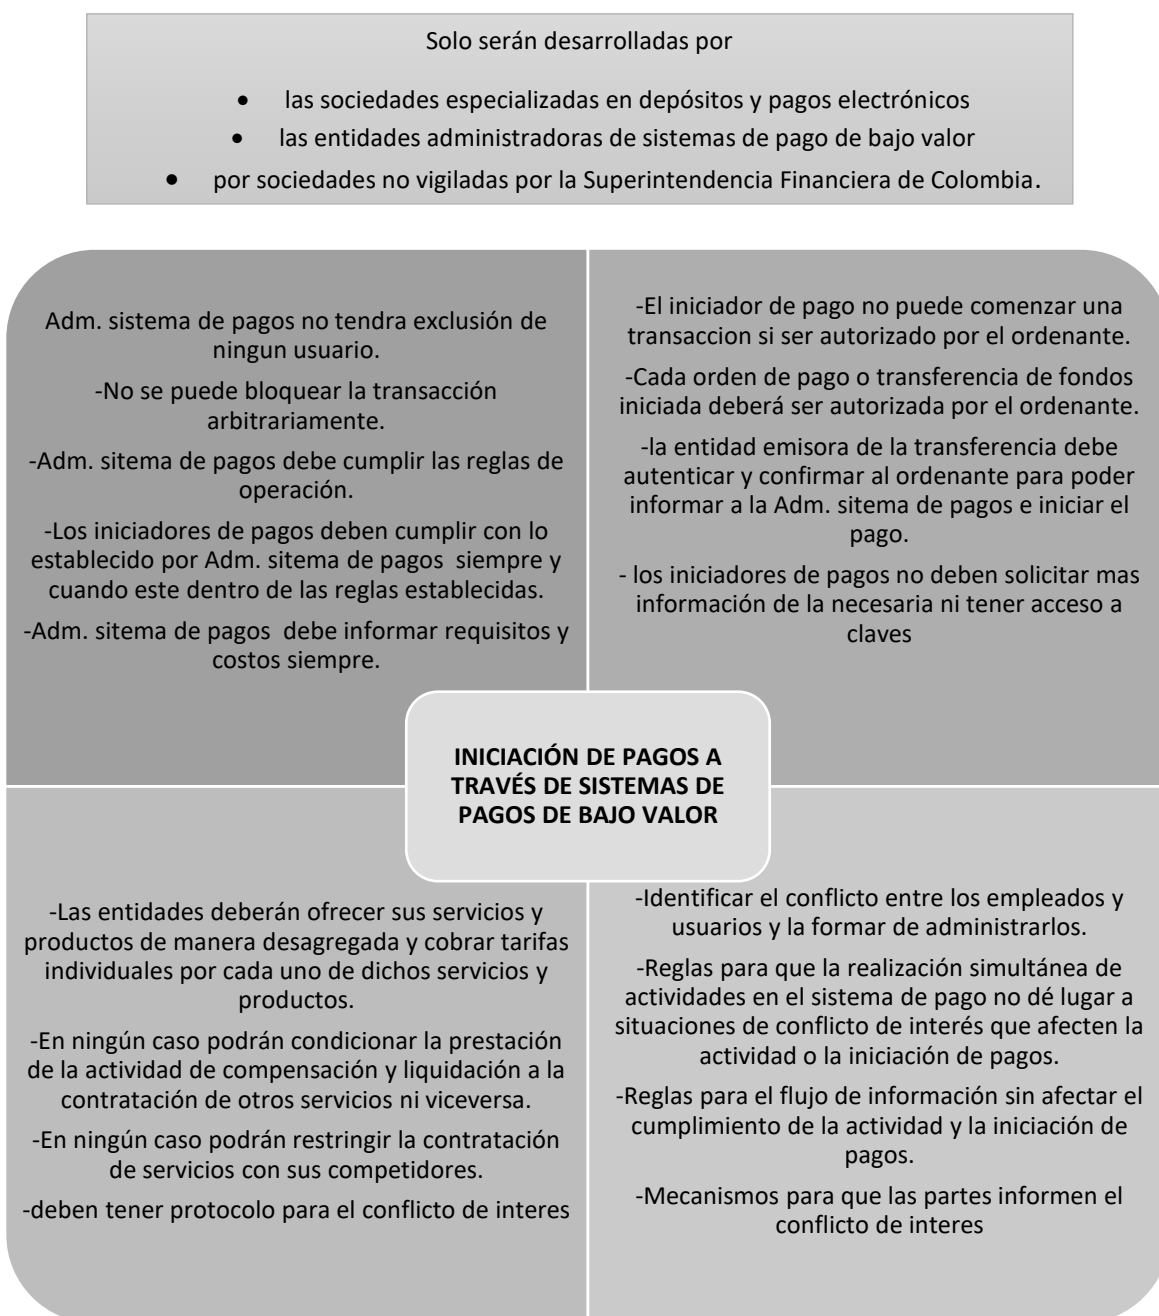 Solo serán desarrolladas por
• las sociedades especializadas en depósitos y pagos electrónicos
• las entidades administradoras de sistemas de pago de bajo valor
• por sociedades no vigiladas por la Superintendencia Financiera de Colombia.
Adm. sistema de pagos no tendra exclusión de
ningun usuario.
-No se puede bloquear la transacción
arbitrariamente.
-Adm. sitema de pagos debe cumplir las reglas de
operación.
-Los iniciadores de pagos deben cumplir con lo
establecido por Adm. sitema de pagos siempre y
cuando este dentro de las reglas establecidas.
-Adm. sitema de pagos debe informar requisitos y
costos siempre.
-El iniciador de pago no puede comenzar una
transaccion si ser autorizado por el ordenante.
-Cada orden de pago o transferencia de fondos
iniciada deberá ser autorizada por el ordenante.
-la entidad emisora de la transferencia debe
autenticar y confirmar al ordenante para poder
informar a la Adm. sitema de pagos e iniciar el
pago.
- los iniciadores de pagos no deben solicitar mas
información de la necesaria ni tener acceso a
claves
INICIACIÓN DE PAGOS A
TRAVÉS DE SISTEMAS DE
PAGOS DE BAJO VALOR
-Las entidades deberán ofrecer sus servicios y
productos de manera desagregada y cobrar tarifas
individuales por cada uno de dichos servicios y
productos.
-En ningún caso podrán condicionar la prestación
de la actividad de compensación y liquidación a la
contratación de otros servicios ni viceversa.
-En ningún caso podrán restringir la contratación
de servicios con sus competidores.
-deben tener protocolo para el conflicto de interes
-Identificar el conflicto entre los empleados y
usuarios y la formar de administrarlos.
-Reglas para que la realización simultánea de
actividades en el sistema de pago no dé lugar a
situaciones de conflicto de interés que afecten la
actividad o la iniciación de pagos.
-Reglas para el flujo de información sin afectar el
cumplimiento de la actividad y la iniciación de
pagos.
-Mecanismos para que las partes informen el
conflicto de interes